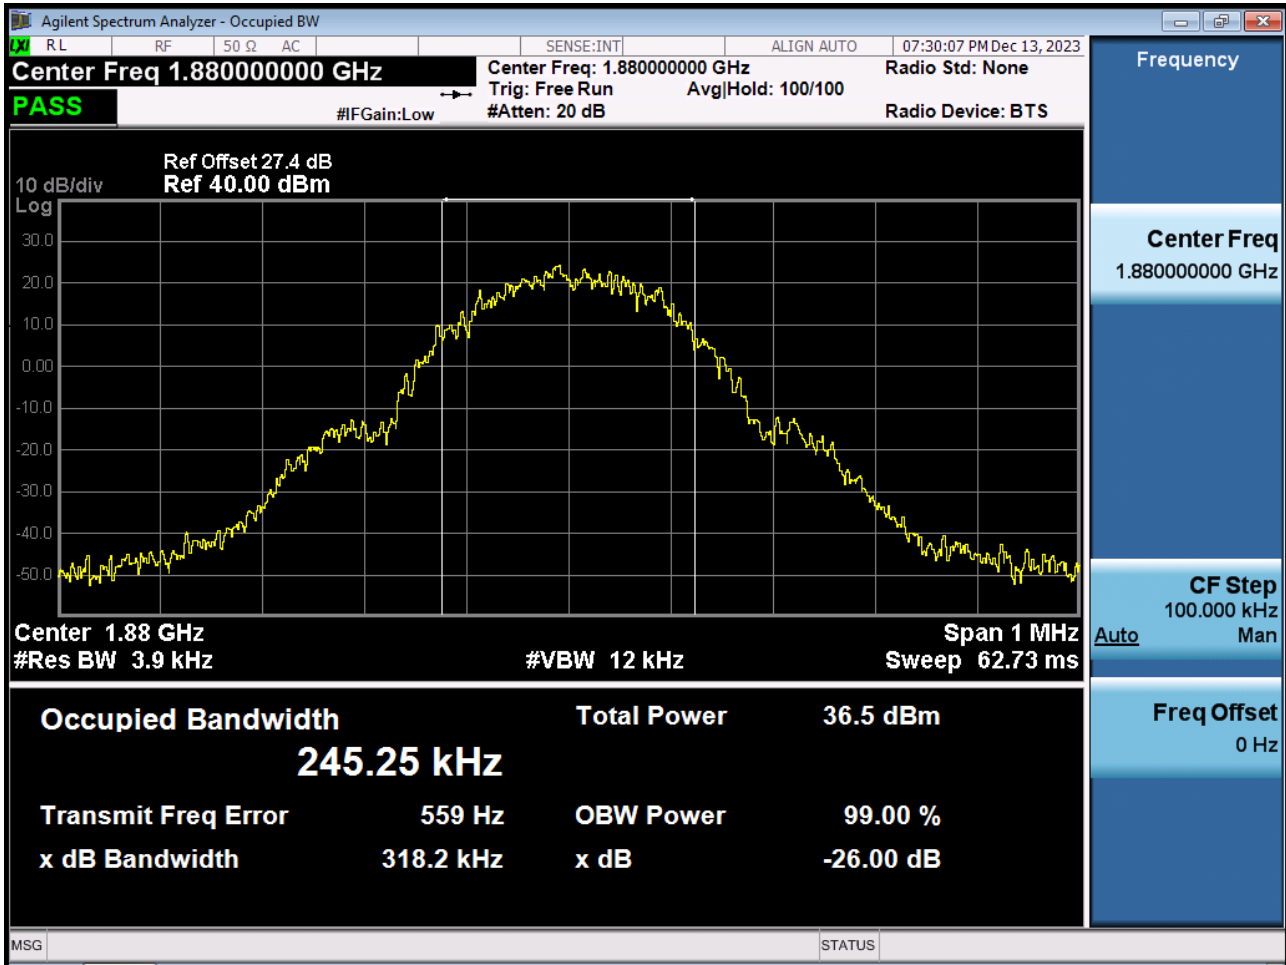 Agilent Spectrum Analyzer - Occupied BW
LXI RL RF 50 Ω AC SENSE:INT ALIGN AUTO 07:30:07 PM Dec 13, 2023
Center Freq 1.880000000 GHz
PASS
#IFGain:Low
Center Freq: 1.880000000 GHz
Trig: Free Run Avg|Hold: 100/100
#Atten: 20 dB
Radio Std: None
Radio Device: BTS
Ref Offset 27.4 dB
10 dB/div Ref 40.00 dBm
Log
30.0
20.0
10.0
0.00
-10.0
-20.0
-30.0
-40.0
-50.0
Center 1.88 GHz Span 1 MHz
#Res BW 3.9 kHz #VBW 12 kHz Sweep 62.73 ms
Occupied Bandwidth Total Power 36.5 dBm
245.25 kHz
Transmit Freq Error 559 Hz OBW Power 99.00 %
x dB Bandwidth 318.2 kHz x dB -26.00 dB
MSG STATUS
Frequency
Center Freq
1.880000000 GHz
CF Step
100.000 kHz
Auto Man
Freq Offset
0 Hz